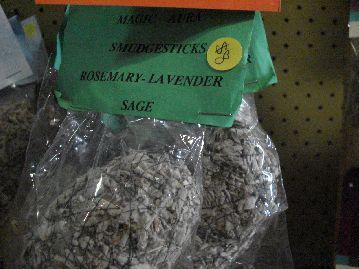 MAGIC - AURA
SMUDGESTICKS
ROSEMARY-LAVENDER
SAGE